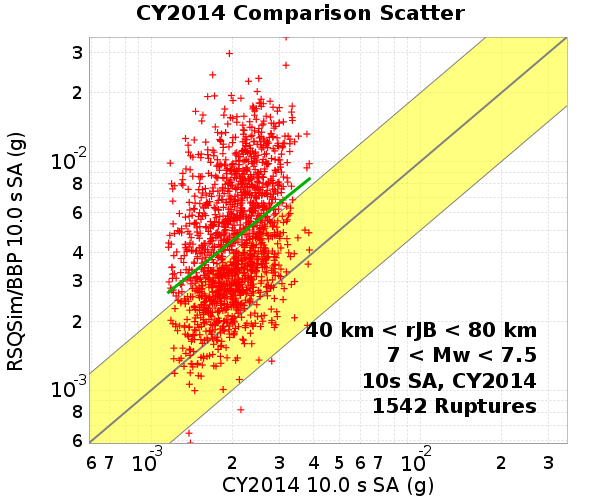 CY2014 Comparison Scatter
RSQSim/BBP 10.0 s SA (g)
3
2
10-2
8
6
4
3
2
10-3
8
6
40 km < rJB < 80 km
7 < Mw < 7.5
10s SA, CY2014
1542 Ruptures
6 7 10-3 2 3 4 5 6 7 10-2 2 3
CY2014 10.0 s SA (g)